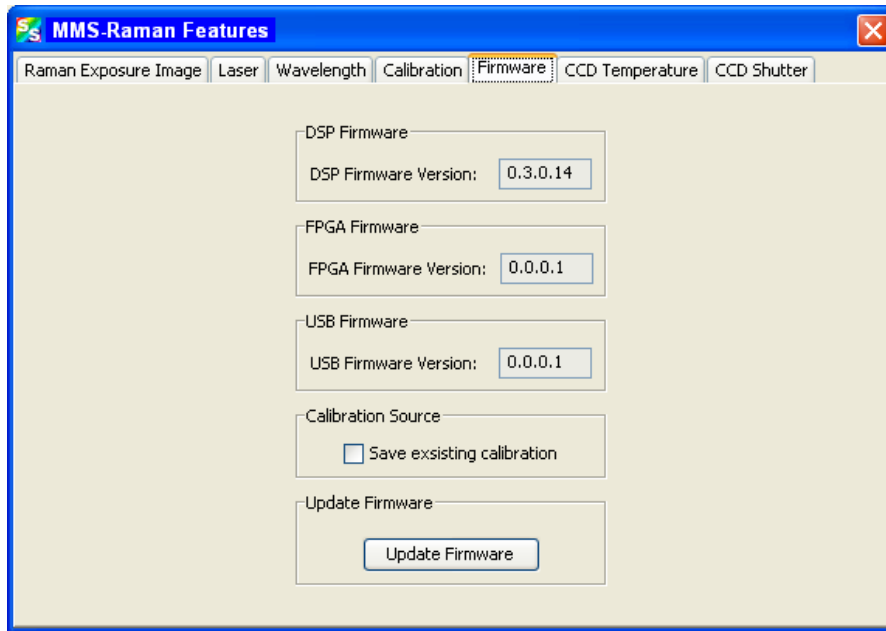 MMS-Raman Features
Raman Exposure Image Laser Wavelength Calibration Firmware CCD Temperature CCD Shutter
DSP Firmware
DSP Firmware Version: 0.3.0.14
FPGA Firmware
FPGA Firmware Version: 0.0.0.1
USB Firmware
USB Firmware Version: 0.0.0.1
Calibration Source
Save exsisting calibration
Update Firmware
Update Firmware